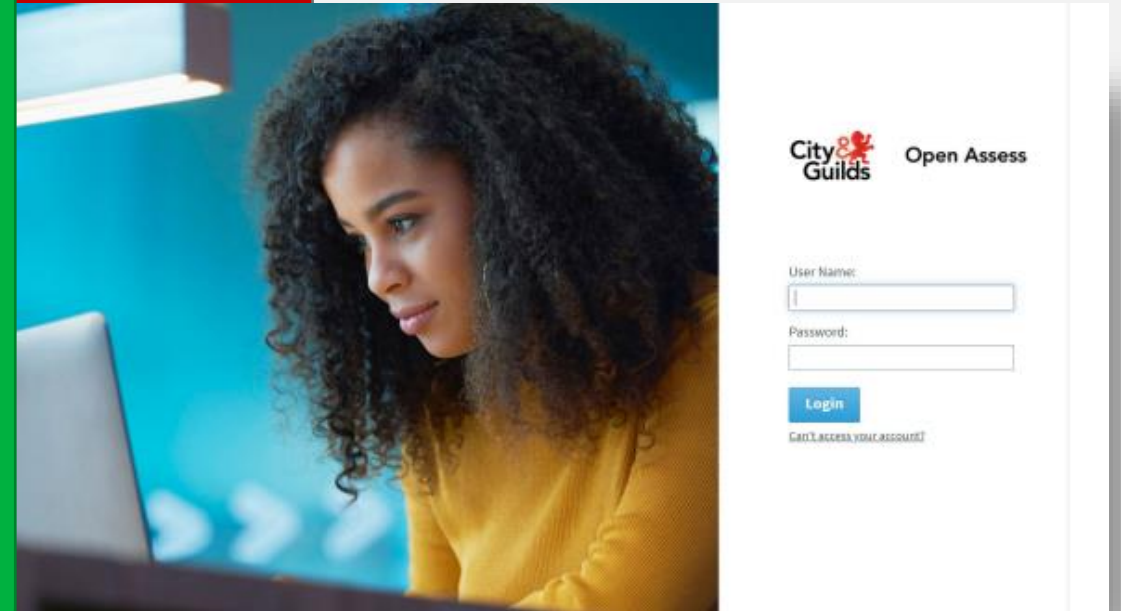 City
Guilds
Open Assess
User Name:
Password:
Login
Can't access your account?